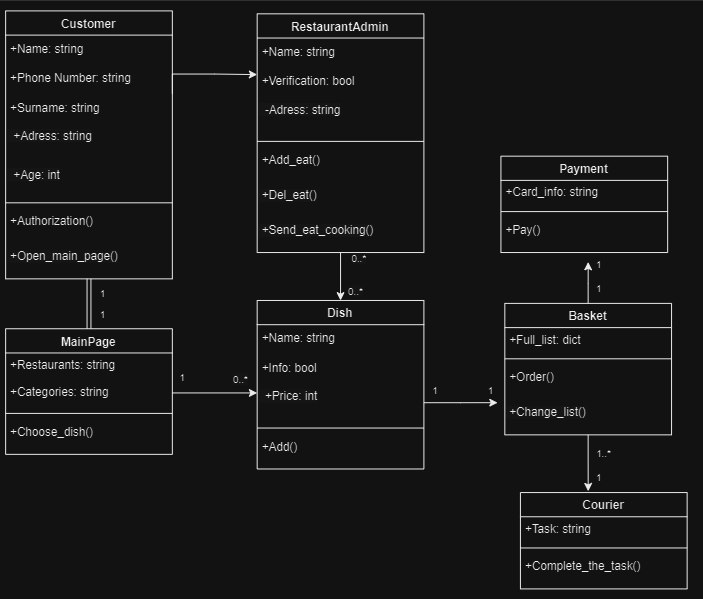 Customer
+Name: string
+Phone Number: string
+Surname: string
+Adress: string
+Age: int
+Authorization()
+Open_main_page()
RestaurantAdmin
+Name: string
+Verification: bool
-Adress: string
+Add_eat()
+Del_eat()
+Send_eat_cooking()
0..*
0..*
1
1
MainPage
+Restaurants: string
+Categories: string
+Choose_dish()
1
0..*
Dish
+Name: string
+Info: bool
+Price: int
+Add()
1
1
Payment
+Card_info: string
+Pay()
1
1
Basket
+Full_list: dict
+Order()
+Change_list()
1..*
1
Courier
+Task: string
+Complete_the_task()